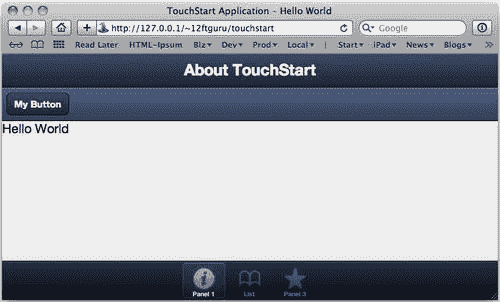 TouchStart Application - Hello World
http://127.0.0.1/~12ftguru/touchstart
Google
Read Later HTML-Ipsum Biz Dev Prod Local | Start iPad News Blogs >>
About TouchStart
My Button
Hello World
Panel 1 List Panel 3